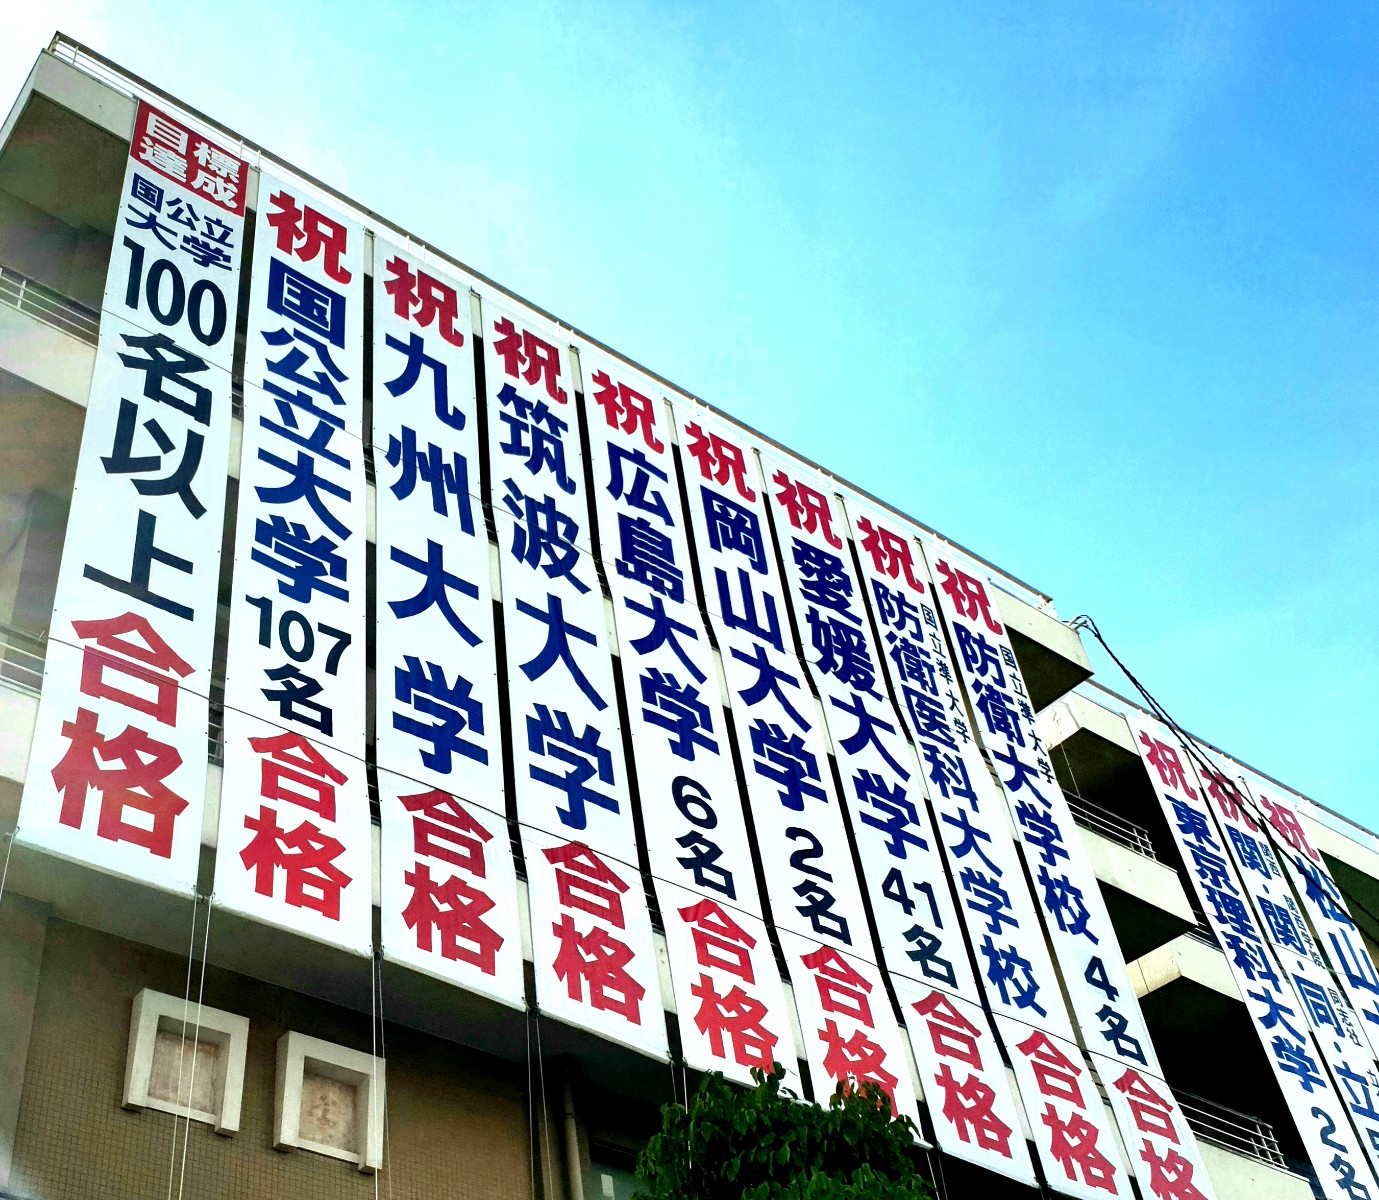 目標
達成
国公立
大学
100名以上合格
祝国公立大学107名合格
祝九州大学合格
祝筑波大学合格
祝広島大学6名合格
祝岡山大学2名合格
祝愛媛大学41名合格
祝防衛医科大学校合格
国立準大学
祝防衛大学校4名合格
国立準大学
祝東京理科大学2名
祝関・関・同・立
祝松山大